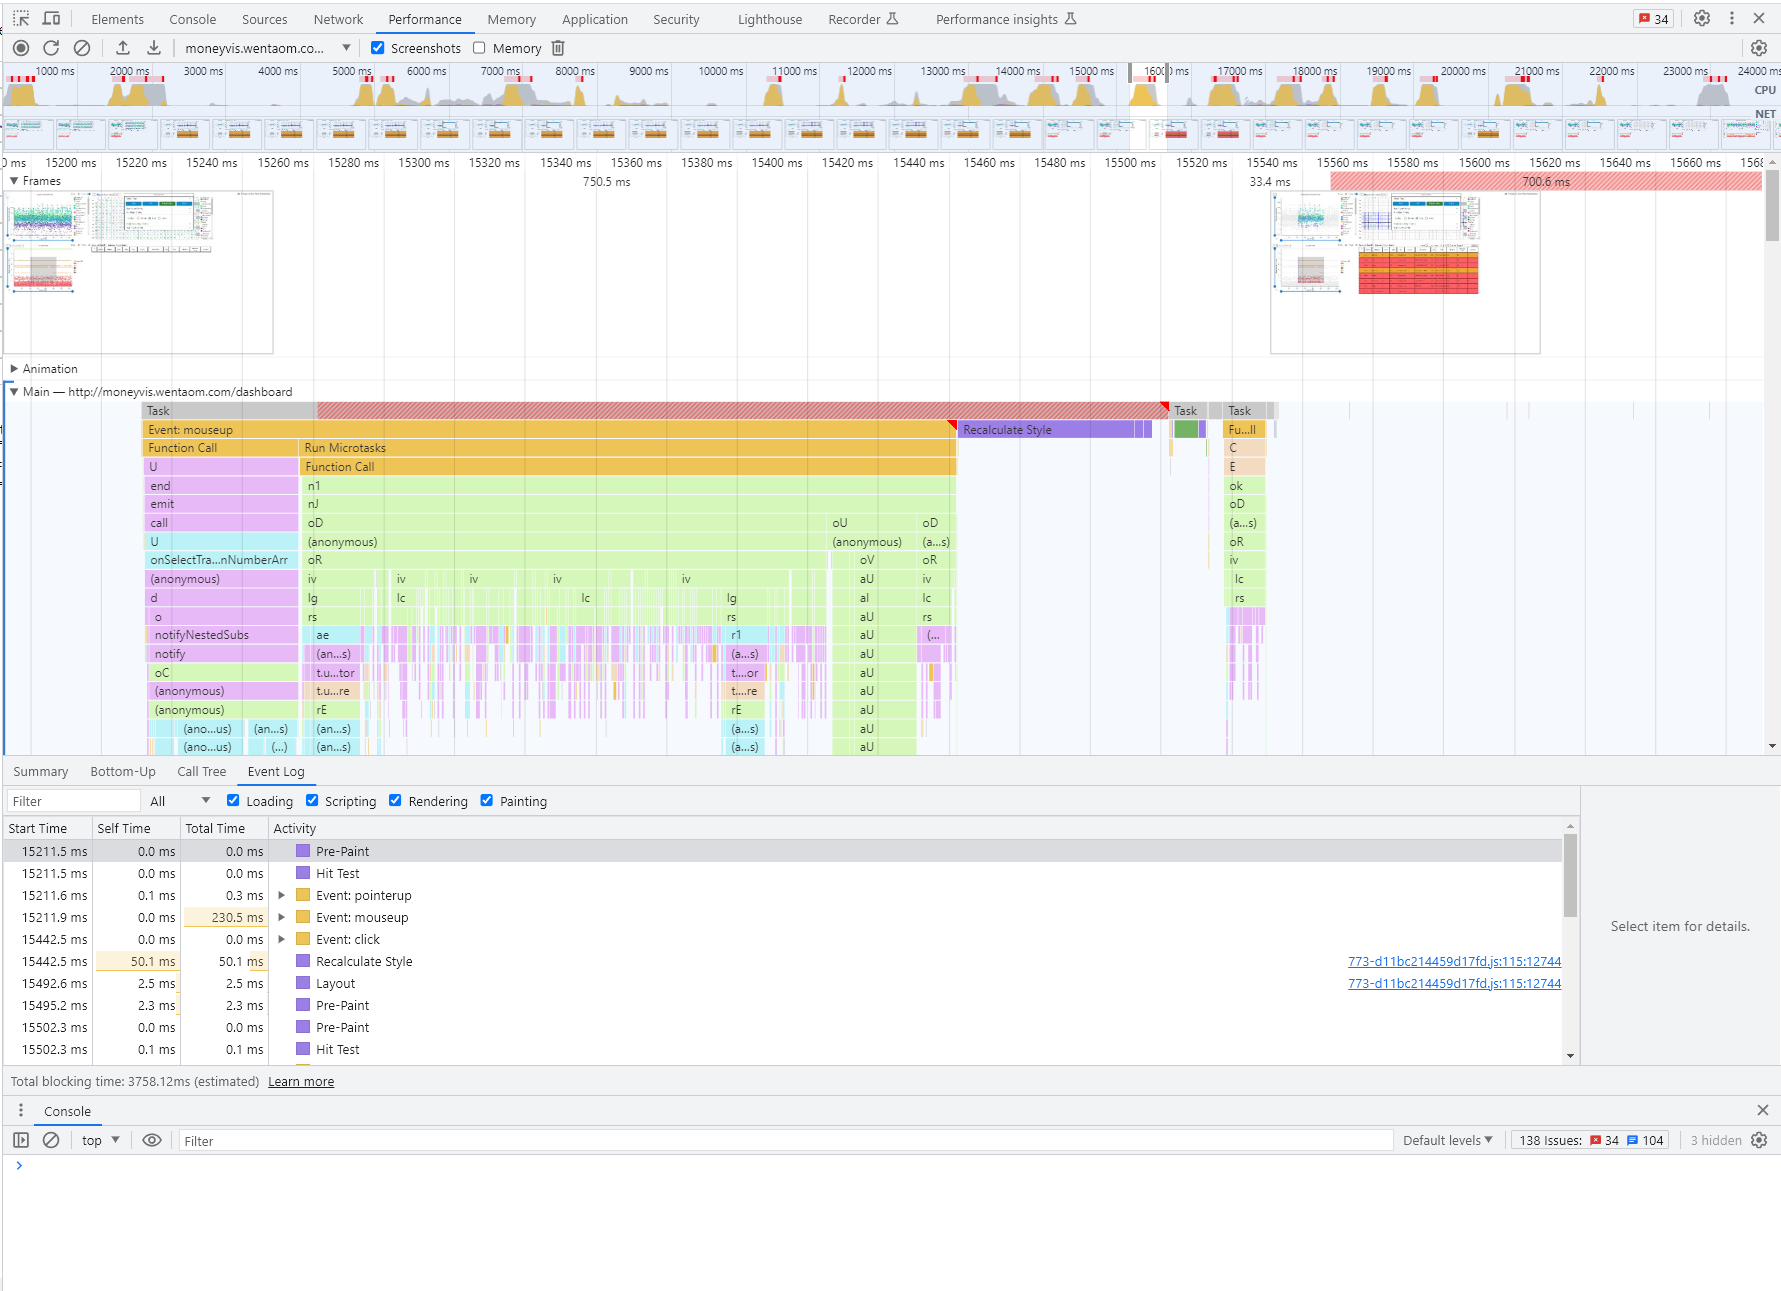 Elements Console Sources Network Performance Memory Application Security Lighthouse Recorder Performance insights 34
moneyvis.wentaom.co... Screenshots Memory
1000 ms 2000 ms 3000 ms 4000 ms 5000 ms 6000 ms 7000 ms 8000 ms 9000 ms 10000 ms 11000 ms 12000 ms 13000 ms 14000 ms 15000 ms 16000 ms 17000 ms 18000 ms 19000 ms 20000 ms 21000 ms 22000 ms 23000 ms 24000 ms
CPU
NET
0 ms 15200 ms 15220 ms 15240 ms 15260 ms 15280 ms 15300 ms 15320 ms 15340 ms 15360 ms 15380 ms 15400 ms 15420 ms 15440 ms 15460 ms 15480 ms 15500 ms 15520 ms 15540 ms 15560 ms 15580 ms 15600 ms 15620 ms 15640 ms 15660 ms 1568
Frames 750.5 ms 33.4 ms 700.6 ms
Animation
Main — http://moneyvis.wentaom.com/dashboard
Task Task Task
Event: mouseup Recalculate Style Fu...ll
Function Call Run Microtasks C
U Function Call E
end n1 ok
emit nJ oD
call oD oU oD (a...s)
U (anonymous) (anonymous) (a...s) oR
onSelectTra...nNumberArr oR oV oR iv
(anonymous) iv iv iv iv iv aU iv lc
d lg lc lc lg al lc rs
o rs rs aU rs
notifyNestedSubs ae r1 aU (...
notify (an...s) (a...s) aU
oC t.u...tor t....or aU
(anonymous) t.u...re t....re aU
(anonymous) rE rE aU
(ano...us) (an...s) (an...s) (a...s) aU
(ano...us) (...) (an...s) (a...s) aU
Summary Bottom-Up Call Tree Event Log
Filter All Loading Scripting Rendering Painting
Start Time Self Time Total Time Activity
15211.5 ms 0.0 ms 0.0 ms Pre-Paint
15211.5 ms 0.0 ms 0.0 ms Hit Test
15211.6 ms 0.1 ms 0.3 ms Event: pointerup
15211.9 ms 0.0 ms 230.5 ms Event: mouseup
15442.5 ms 0.0 ms 0.0 ms Event: click
15442.5 ms 50.1 ms 50.1 ms Recalculate Style 773-d11bc214459d17fd.js:115:12744
15492.6 ms 2.5 ms 2.5 ms Layout 773-d11bc214459d17fd.js:115:12744
15495.2 ms 2.3 ms 2.3 ms Pre-Paint
15502.3 ms 0.0 ms 0.0 ms Pre-Paint
15502.3 ms 0.1 ms 0.1 ms Hit Test
Select item for details.
Total blocking time: 3758.12ms (estimated) Learn more
Console
top Filter Default levels 138 Issues: 34 104 3 hidden